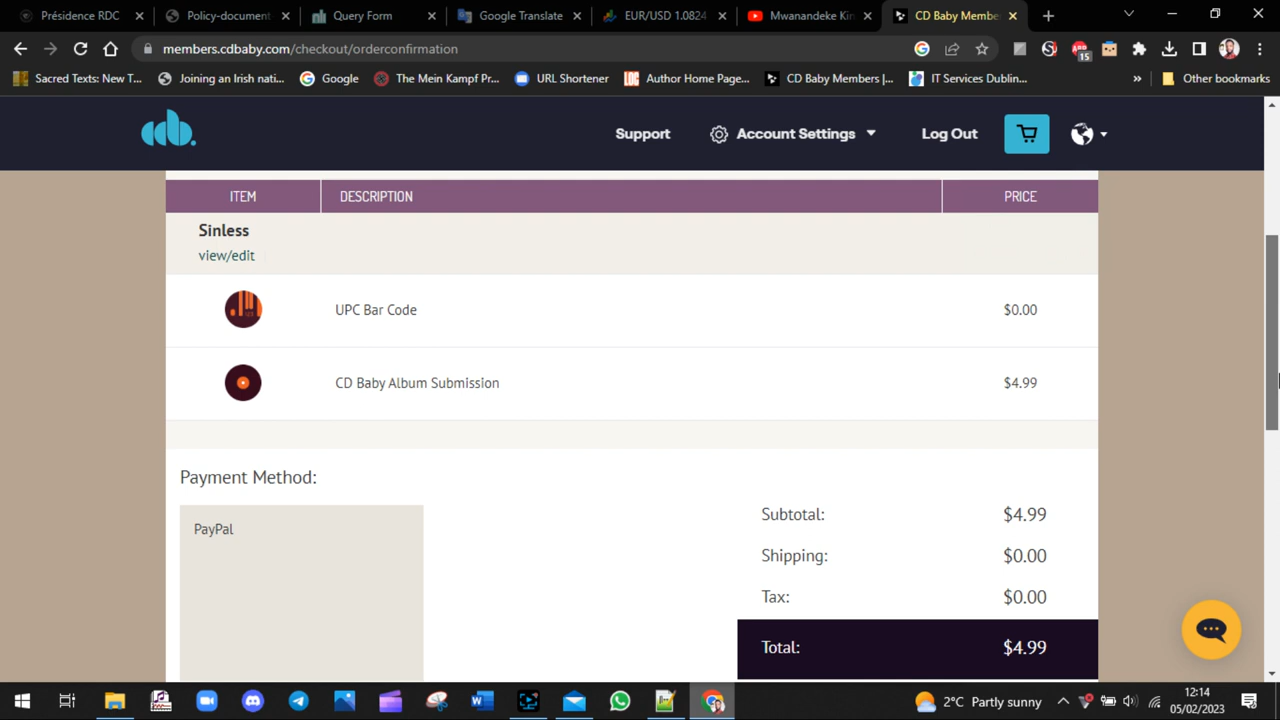 Présidence RDC
Policy-document
Query Form
Google Translate
EUR/USD 1.0824
Mwanandeke Kin
CD Baby Membe
members.cdbaby.com/checkout/orderconfirmation
15
Sacred Texts: New T...
Joining an Irish nati...
Google
The Mein Kampf Pr...
URL Shortener
Author Home Page...
CD Baby Members |...
IT Services Dublin...
»
Other bookmarks
cdb.
Support
Account Settings
Log Out
ITEM
DESCRIPTION
PRICE
Sinless
view/edit
UPC Bar Code
$0.00
CD Baby Album Submission
$4.99
Payment Method:
PayPal
Subtotal:
$4.99
Shipping:
$0.00
Tax:
$0.00
Total:
$4.99
2°C Partly sunny
12:14
05/02/2023